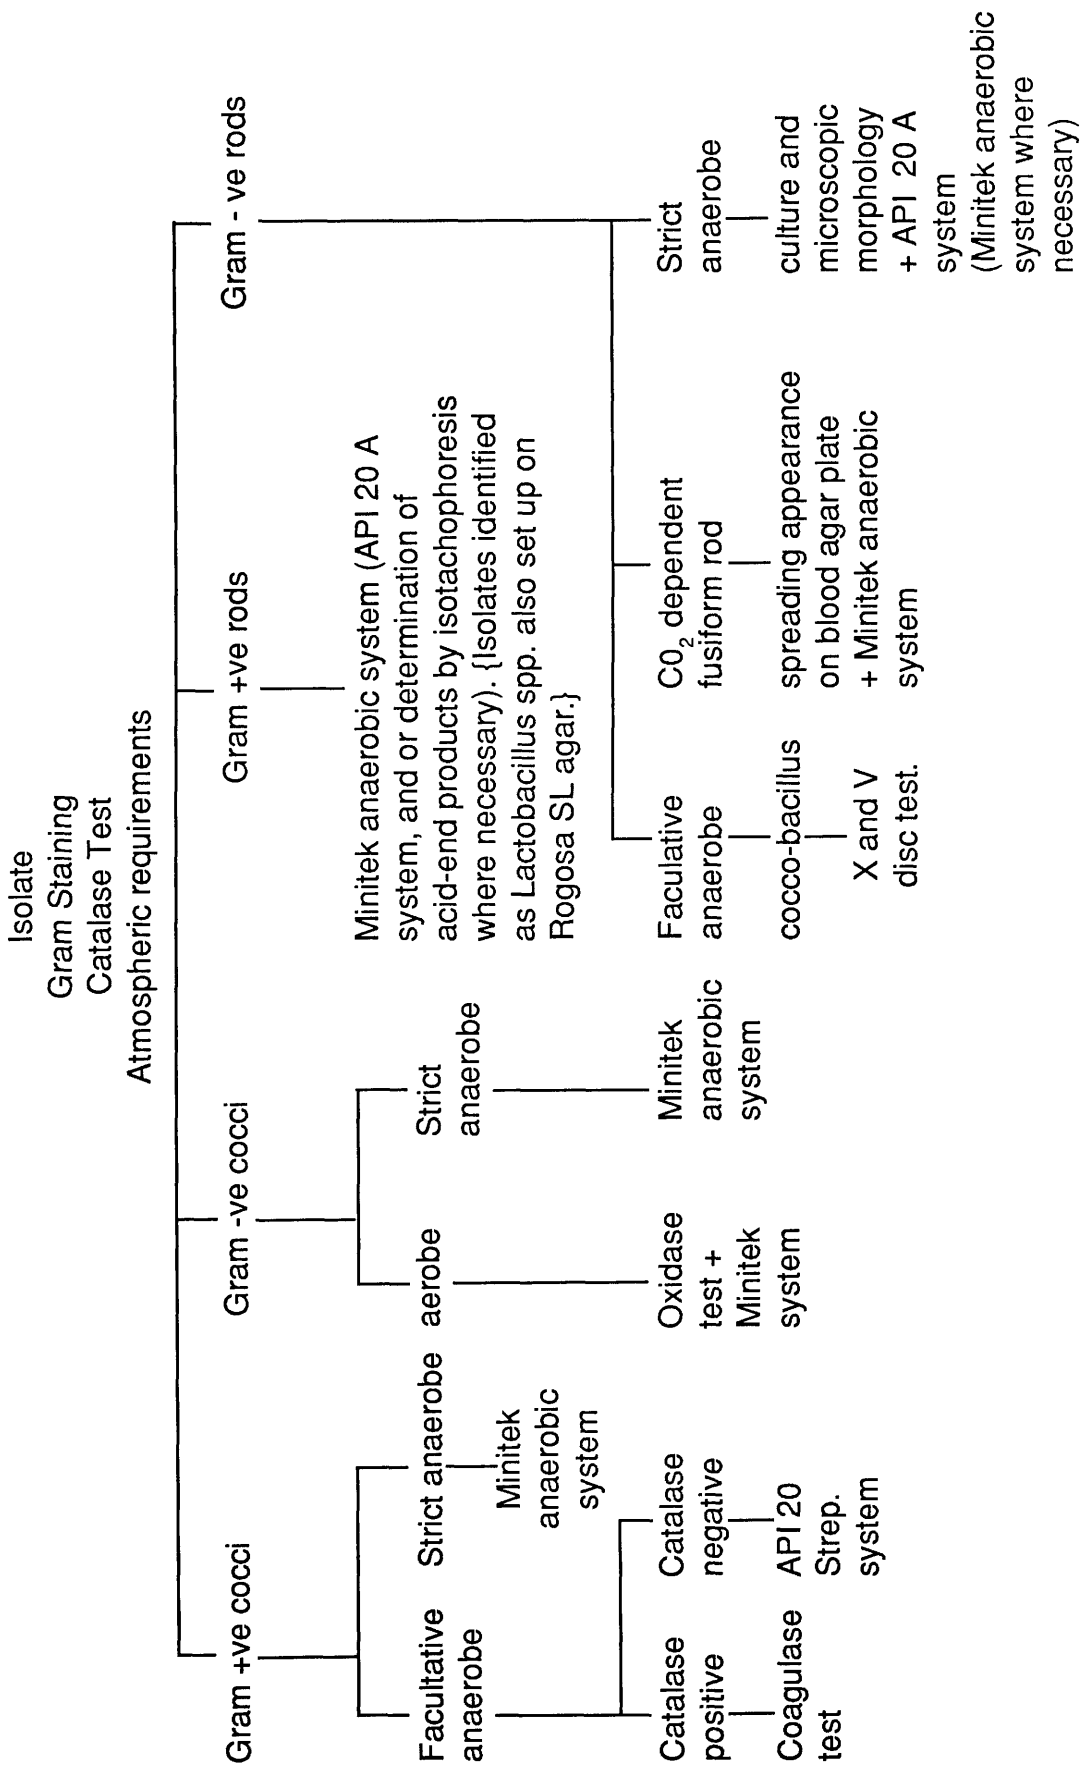 Isolate
Gram Staining
Catalase Test
Atmospheric requirements
Gram +ve cocci
Gram -ve cocci
Gram +ve rods
Gram - ve rods
Facultative
anaerobe
Strict anaerobe
Minitek
anaerobic
system
Catalase
positive
Coagulase
test
Catalase
negative
API 20
Strep.
system
aerobe
Oxidase
test +
Minitek
system
Strict
anaerobe
Minitek
anaerobic
system
Minitek anaerobic system (API 20 A
system, and or determination of
acid-end products by isotachophoresis
where necessary). {Isolates identified
as Lactobacillus spp. also set up on
Rogosa SL agar.}
Faculative
anaerobe
cocco-bacillus
X and V
disc test.
C0₂ dependent
fusiform rod
spreading appearance
on blood agar plate
+ Minitek anaerobic
system
Strict
anaerobe
culture and
microscopic
morphology
+ API 20 A
system
(Minitek anaerobic
system where
necessary)